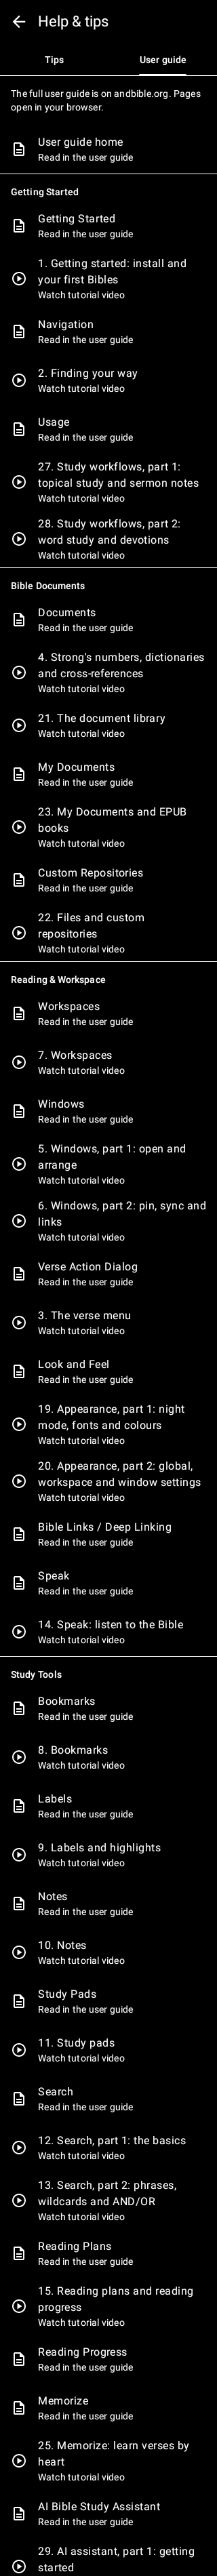 Help & tips
Tips
User guide
The full user guide is on andbible.org. Pages
open in your browser.
User guide home
Read in the user guide
Getting Started
Getting Started
Read in the user guide
1. Getting started: install and
your first Bibles
Watch tutorial video
Navigation
Read in the user guide
2. Finding your way
Watch tutorial video
Usage
Read in the user guide
27. Study workflows, part 1:
topical study and sermon notes
Watch tutorial video
28. Study workflows, part 2:
word study and devotions
Watch tutorial video
Bible Documents
Documents
Read in the user guide
4. Strong's numbers, dictionaries
and cross-references
Watch tutorial video
21. The document library
Watch tutorial video
My Documents
Read in the user guide
23. My Documents and EPUB
books
Watch tutorial video
Custom Repositories
Read in the user guide
22. Files and custom
repositories
Watch tutorial video
Reading & Workspace
Workspaces
Read in the user guide
7. Workspaces
Watch tutorial video
Windows
Read in the user guide
5. Windows, part 1: open and
arrange
Watch tutorial video
6. Windows, part 2: pin, sync and
links
Watch tutorial video
Verse Action Dialog
Read in the user guide
3. The verse menu
Watch tutorial video
Look and Feel
Read in the user guide
19. Appearance, part 1: night
mode, fonts and colours
Watch tutorial video
20. Appearance, part 2: global,
workspace and window settings
Watch tutorial video
Bible Links / Deep Linking
Read in the user guide
Speak
Read in the user guide
14. Speak: listen to the Bible
Watch tutorial video
Study Tools
Bookmarks
Read in the user guide
8. Bookmarks
Watch tutorial video
Labels
Read in the user guide
9. Labels and highlights
Watch tutorial video
Notes
Read in the user guide
10. Notes
Watch tutorial video
Study Pads
Read in the user guide
11. Study pads
Watch tutorial video
Search
Read in the user guide
12. Search, part 1: the basics
Watch tutorial video
13. Search, part 2: phrases,
wildcards and AND/OR
Watch tutorial video
Reading Plans
Read in the user guide
15. Reading plans and reading
progress
Watch tutorial video
Reading Progress
Read in the user guide
Memorize
Read in the user guide
25. Memorize: learn verses by
heart
Watch tutorial video
AI Bible Study Assistant
Read in the user guide
29. AI assistant, part 1: getting
started